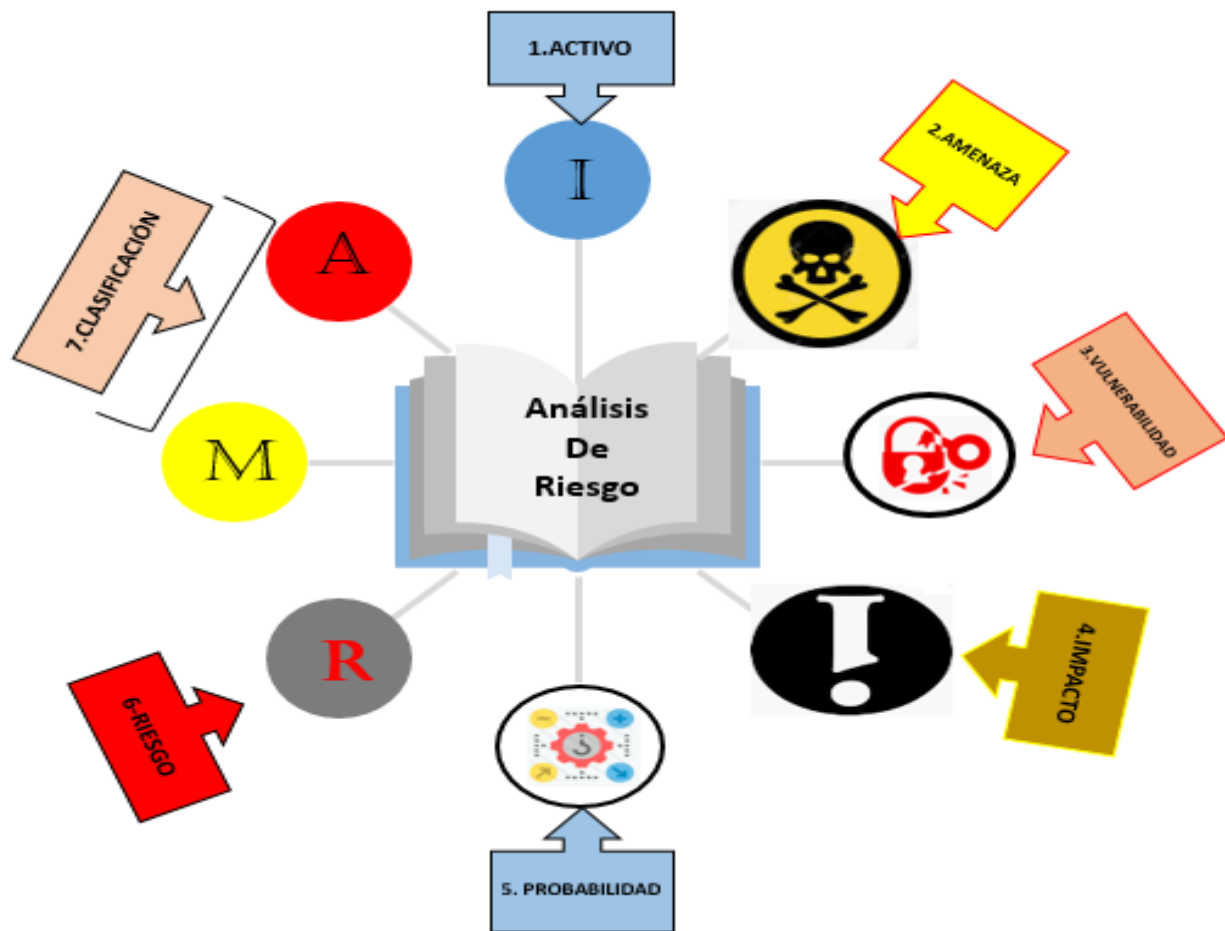 1.ACTIVO
I
2.AMENAZA
3.VULNERABILIDAD
4.IMPACTO
5. PROBABILIDAD
6-RIESGO
R
7.CLASIFICACIÓN
M
A
Análisis
De
Riesgo